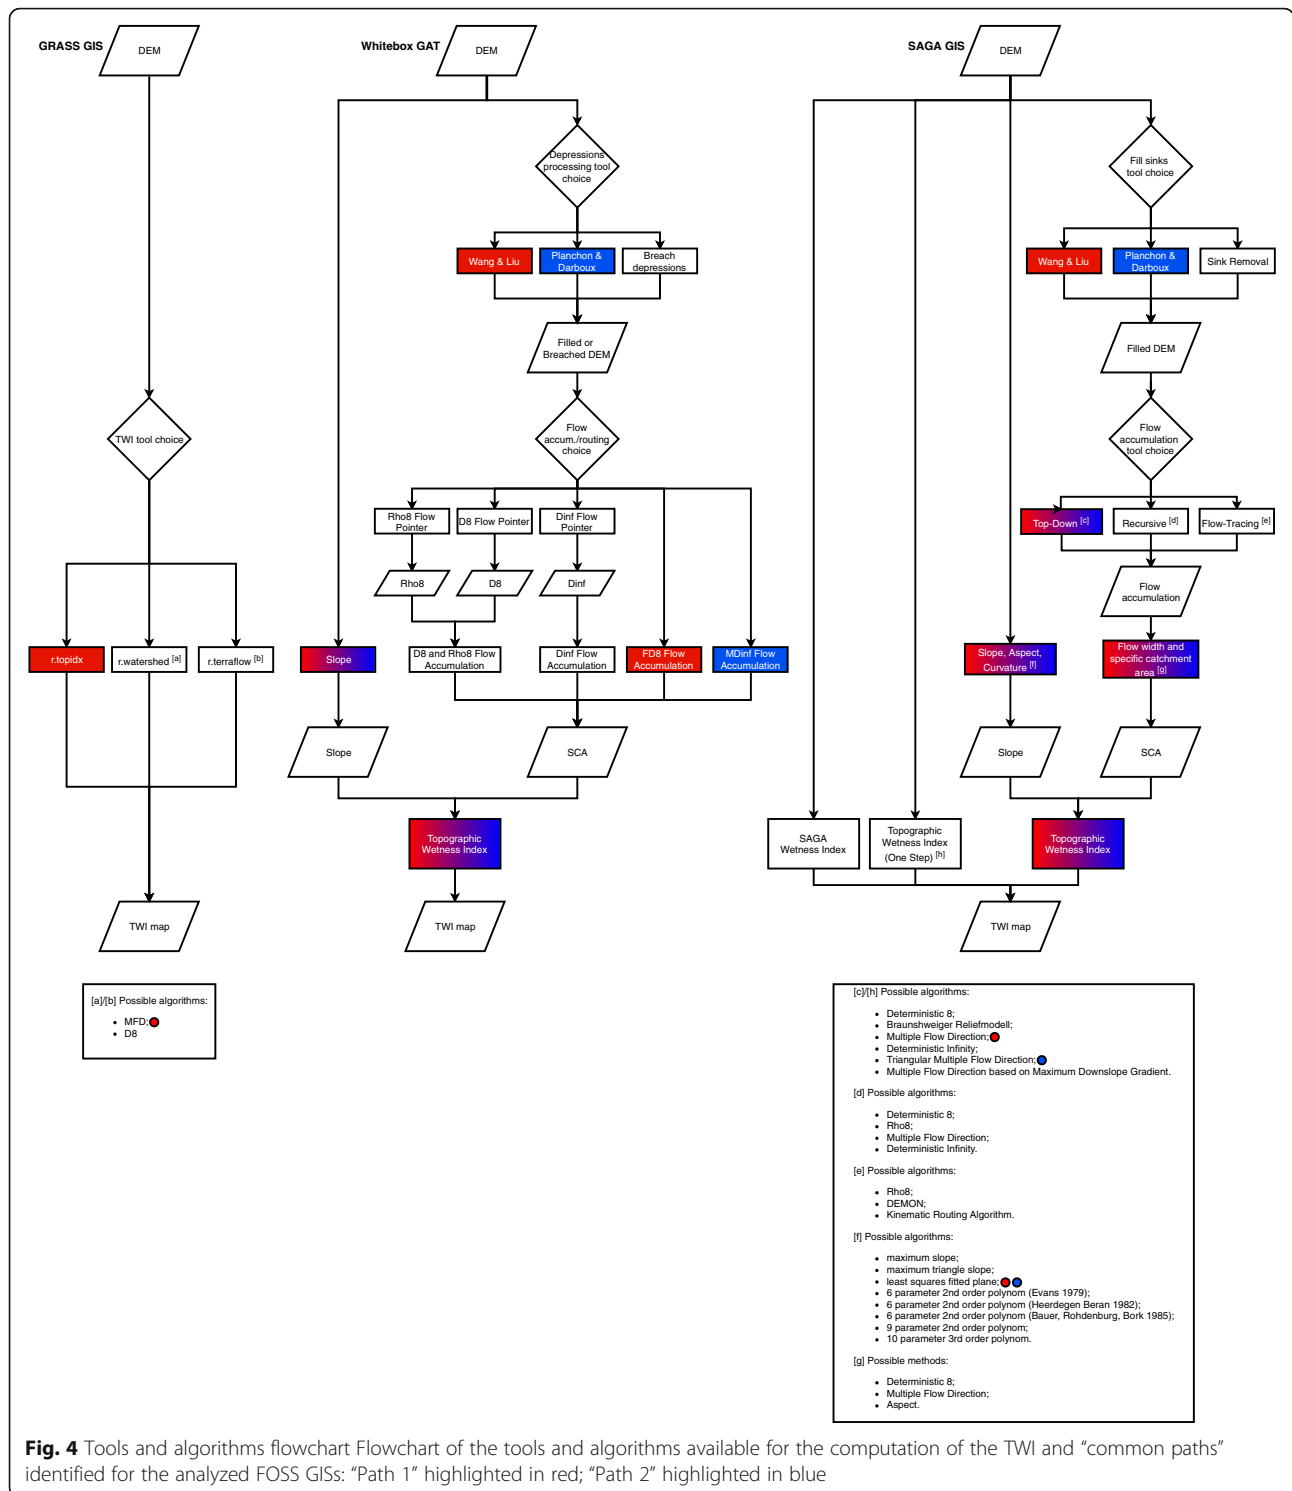 GRASS GIS
DEM
TWI tool choice
r.topidx
r.watershed [a]
r.terraflow [b]
TWI map
[a]/[b] Possible algorithms:
• MFD;
• D8
Whitebox GAT
DEM
Depressions
processing tool
choice
Wang & Liu
Planchon &
Darboux
Breach
depressions
Filled or
Breached DEM
Flow
accum./routing
choice
Rho8 Flow
Pointer
D8 Flow Pointer
Dinf Flow
Pointer
Rho8
D8
Dinf
Slope
D8 and Rho8 Flow
Accumulation
Dinf Flow
Accumulation
FD8 Flow
Accumulation
MDinf Flow
Accumulation
Slope
SCA
Topographic
Wetness Index
TWI map
SAGA GIS
DEM
Fill sinks
tool choice
Wang & Liu
Planchon &
Darboux
Sink Removal
Filled DEM
Flow
accumulation
tool choice
Top-Down [c]
Recursive [d]
Flow-Tracing [e]
Flow
accumulation
Slope, Aspect,
Curvature [f]
Flow width and
specific catchment
area [g]
Slope
SCA
SAGA
Wetness Index
Topographic
Wetness Index
(One Step) [h]
Topographic
Wetness Index
TWI map
[c]/[h] Possible algorithms:
• Deterministic 8;
• Braunshweiger Reliefmodell;
• Multiple Flow Direction;
• Deterministic Infinity;
• Triangular Multiple Flow Direction;
• Multiple Flow Direction based on Maximum Downslope Gradient.
[d] Possible algorithms:
• Deterministic 8;
• Rho8;
• Multiple Flow Direction;
• Deterministic Infinity.
[e] Possible algorithms:
• Rho8;
• DEMON;
• Kinematic Routing Algorithm.
[f] Possible algorithms:
• maximum slope;
• maximum triangle slope;
• least squares fitted plane;
• 6 parameter 2nd order polynom (Evans 1979);
• 6 parameter 2nd order polynom (Heerdegen Beran 1982);
• 6 parameter 2nd order polynom (Bauer, Rohdenburg, Bork 1985);
• 9 parameter 2nd order polynom;
• 10 parameter 3rd order polynom.
[g] Possible methods:
• Deterministic 8;
• Multiple Flow Direction;
• Aspect.
Fig. 4 Tools and algorithms flowchart Flowchart of the tools and algorithms available for the computation of the TWI and “common paths”
identified for the analyzed FOSS GISs: “Path 1” highlighted in red; “Path 2” highlighted in blue